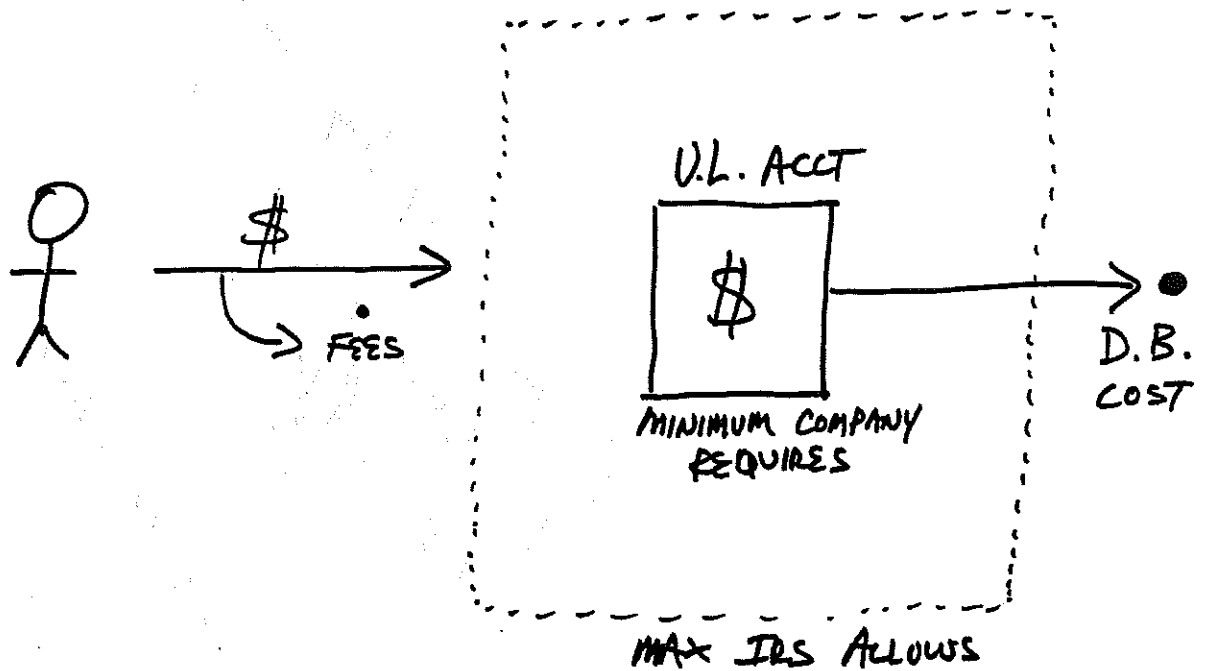 $
FEES
U.L. ACCT
$
MINIMUM COMPANY
REQUIRES
D.B.
COST
MAX IRS ALLOWS